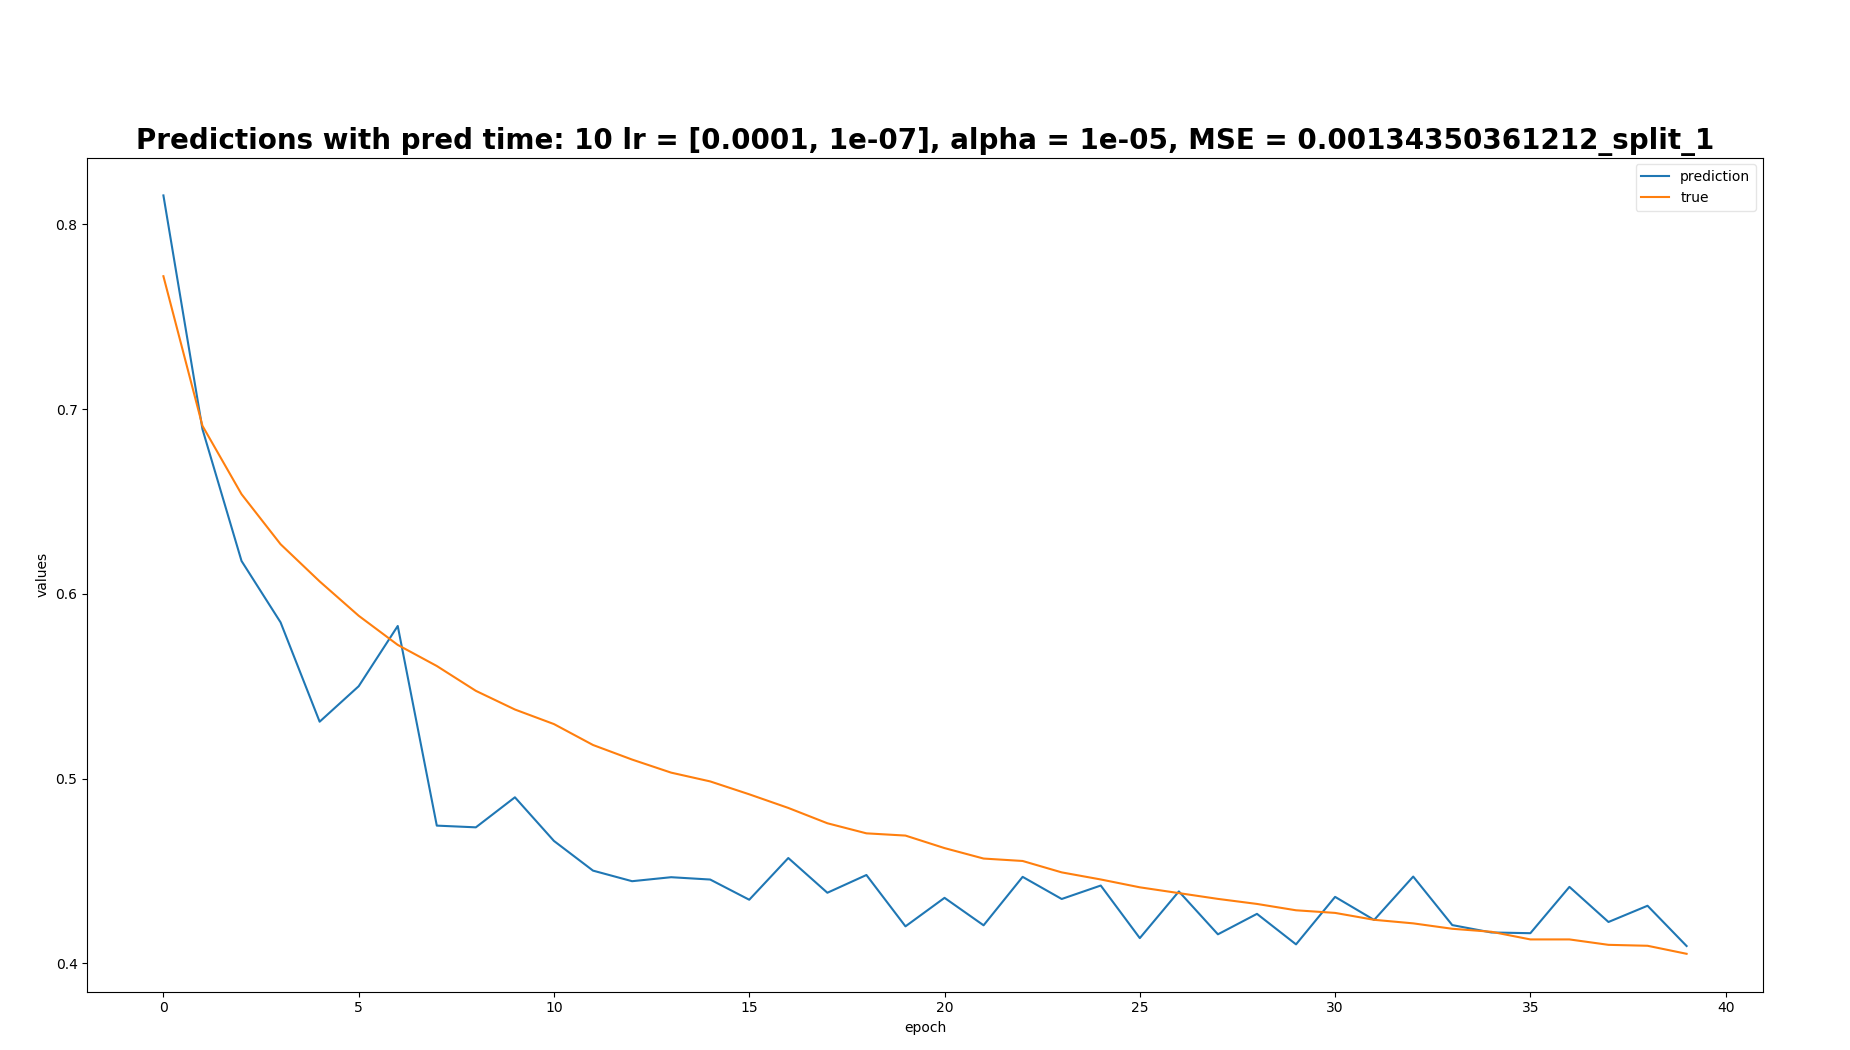 Predictions with pred time: 10 lr = [0.0001, 1e-07], alpha = 1e-05, MSE = 0.00134350361212_split_1
prediction
true
0.8
0.7
0.6
0.5
0.4
values
0 5 10 15 20 25 30 35 40
epoch